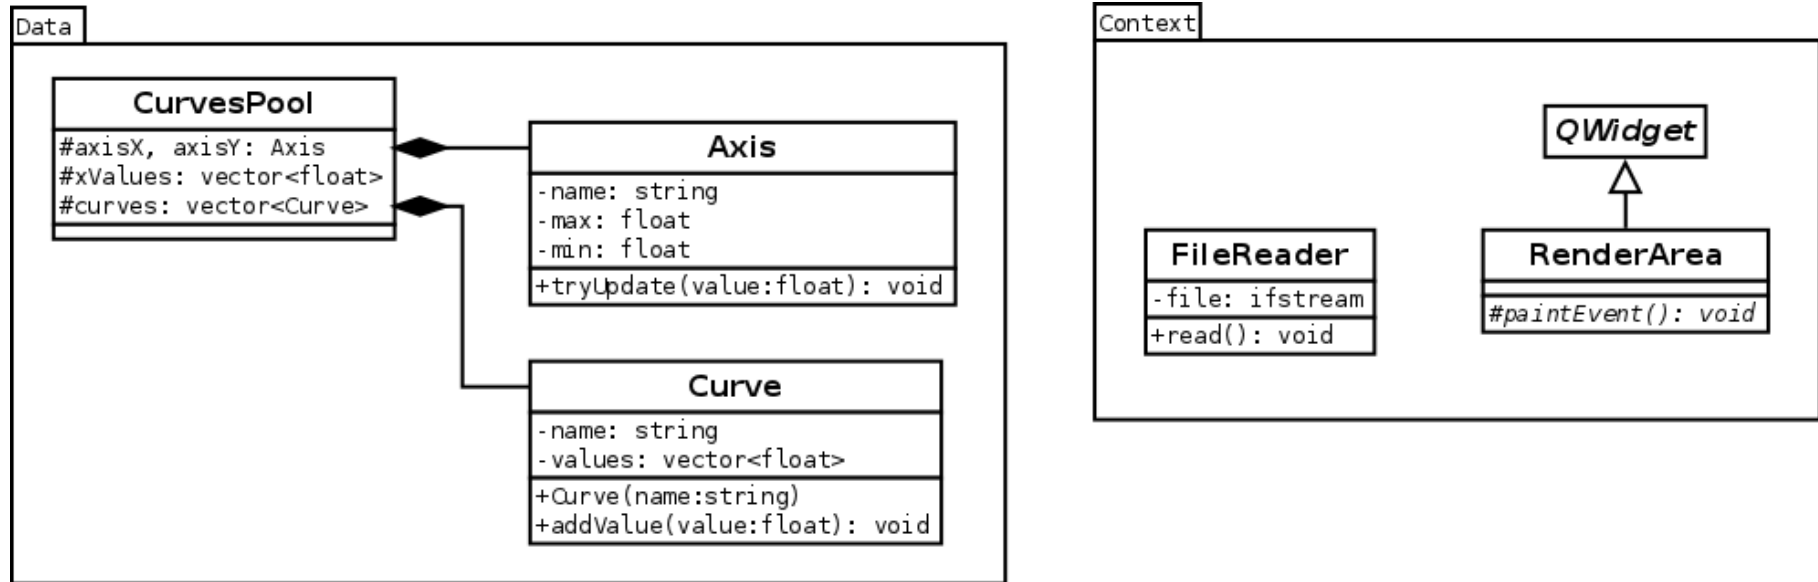 Data
CurvesPool
#axisX, axisY: Axis
#xValues: vector<float>
#curves: vector<Curve>
Axis
-name: string
-max: float
-min: float
+tryUpdate(value:float): void
Curve
-name: string
-values: vector<float>
+Curve(name:string)
+addValue(value:float): void
Context
QWidget
FileReader
-file: ifstream
+read(): void
RenderArea
#paintEvent(): void